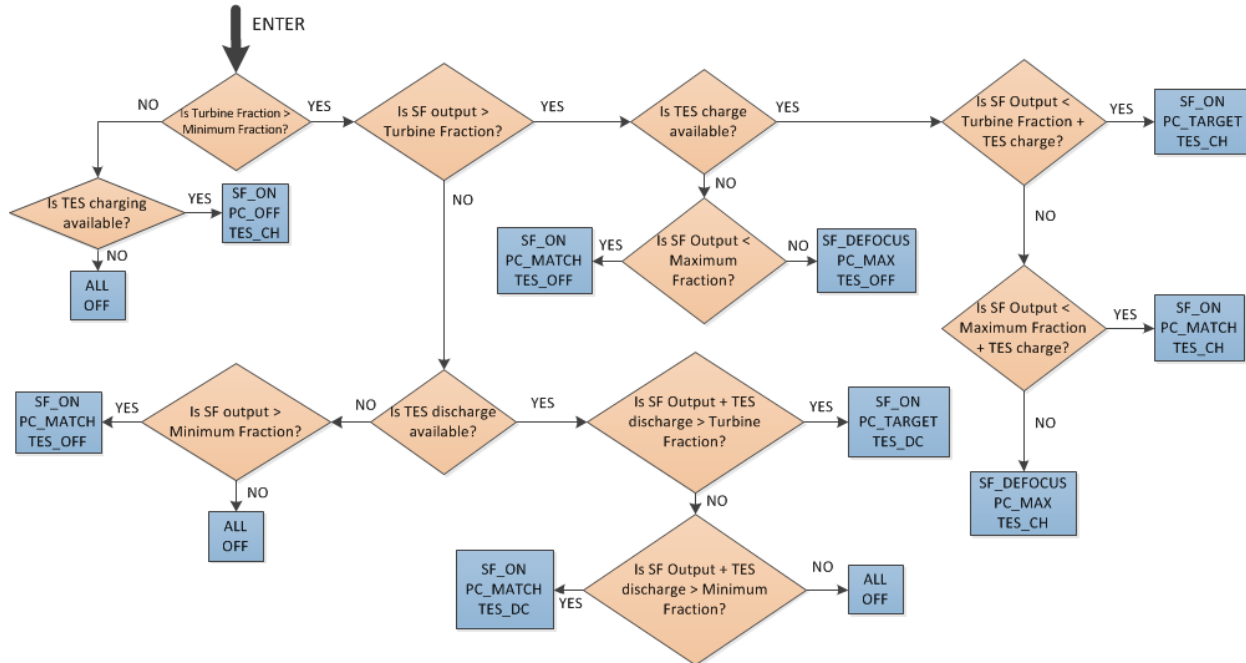 ENTER
NO
Is Turbine Fraction >
Minimum Fraction?
YES
Is SF output >
Turbine Fraction?
YES
Is TES charge
available?
YES
Is SF Output <
Turbine Fraction +
TES charge?
YES
SF_ON
PC_TARGET
TES_CH
Is TES charging
available?
YES
SF_ON
PC_OFF
TES_CH
NO
ALL
OFF
NO
NO
YES
SF_ON
PC_MATCH
TES_OFF
Is SF Output <
Maximum
Fraction?
NO
SF_DEFOCUS
PC_MAX
TES_OFF
NO
Is SF Output <
Maximum Fraction
+ TES charge?
YES
SF_ON
PC_MATCH
TES_CH
NO
SF_DEFOCUS
PC_MAX
TES_CH
SF_ON
PC_MATCH
TES_OFF
YES
Is SF output >
Minimum Fraction?
NO
Is TES discharge
available?
YES
Is SF Output + TES
discharge > Turbine
Fraction?
YES
SF_ON
PC_TARGET
TES_DC
NO
ALL
OFF
NO
SF_ON
PC_MATCH
TES_DC
YES
Is SF Output + TES
discharge > Minimum
Fraction?
NO
ALL
OFF